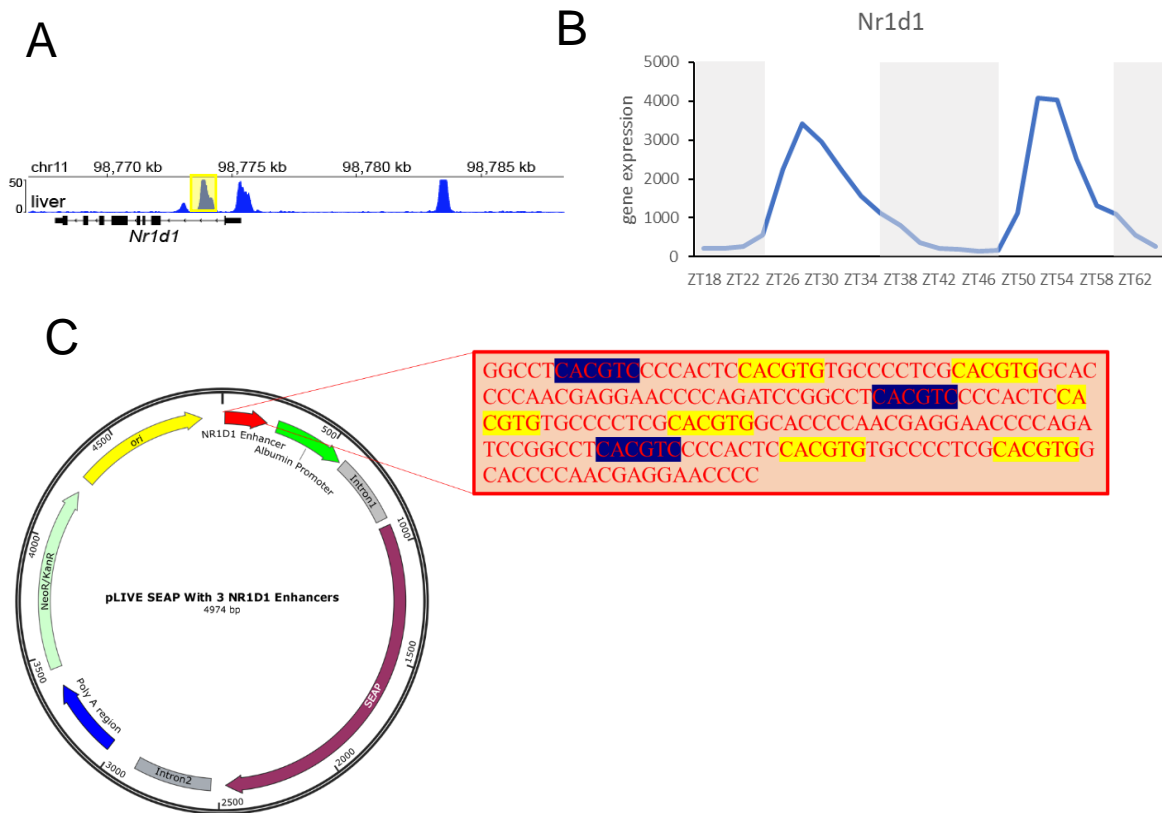 A
chr11 98,770 kb 98,775 kb 98,780 kb 98,785 kb
50
0
liver
Nr1d1
B
Nr1d1
gene expression
5000
4000
3000
2000
1000
0
ZT18 ZT22 ZT26 ZT30 ZT34 ZT38 ZT42 ZT46 ZT50 ZT54 ZT58 ZT62
C
NR1D1 Enhancer
Albumin Promoter
Intron1
SEAP
Intron2
Poly A region
NeoR/KanR
ori
500
1000
1500
2000
2500
3000
3500
4000
4500
pLIVE SEAP With 3 NR1D1 Enhancers
4974 bp
GGCCTCACGTCCCCACTCCACGTGTGCCCCTCGCACGTGGCAC
CCCAACGAGGAACCCCAGATCCGGCCTCACGTCCCCACTCCA
CGTGTGCCCCTCGCACGTGGCACCCCAACGAGGAACCCCAGA
TCCGGCCTCACGTCCCCACTCCACGTGTGCCCCTCGCACGTGG
CACCCCAACGAGGAACCCC